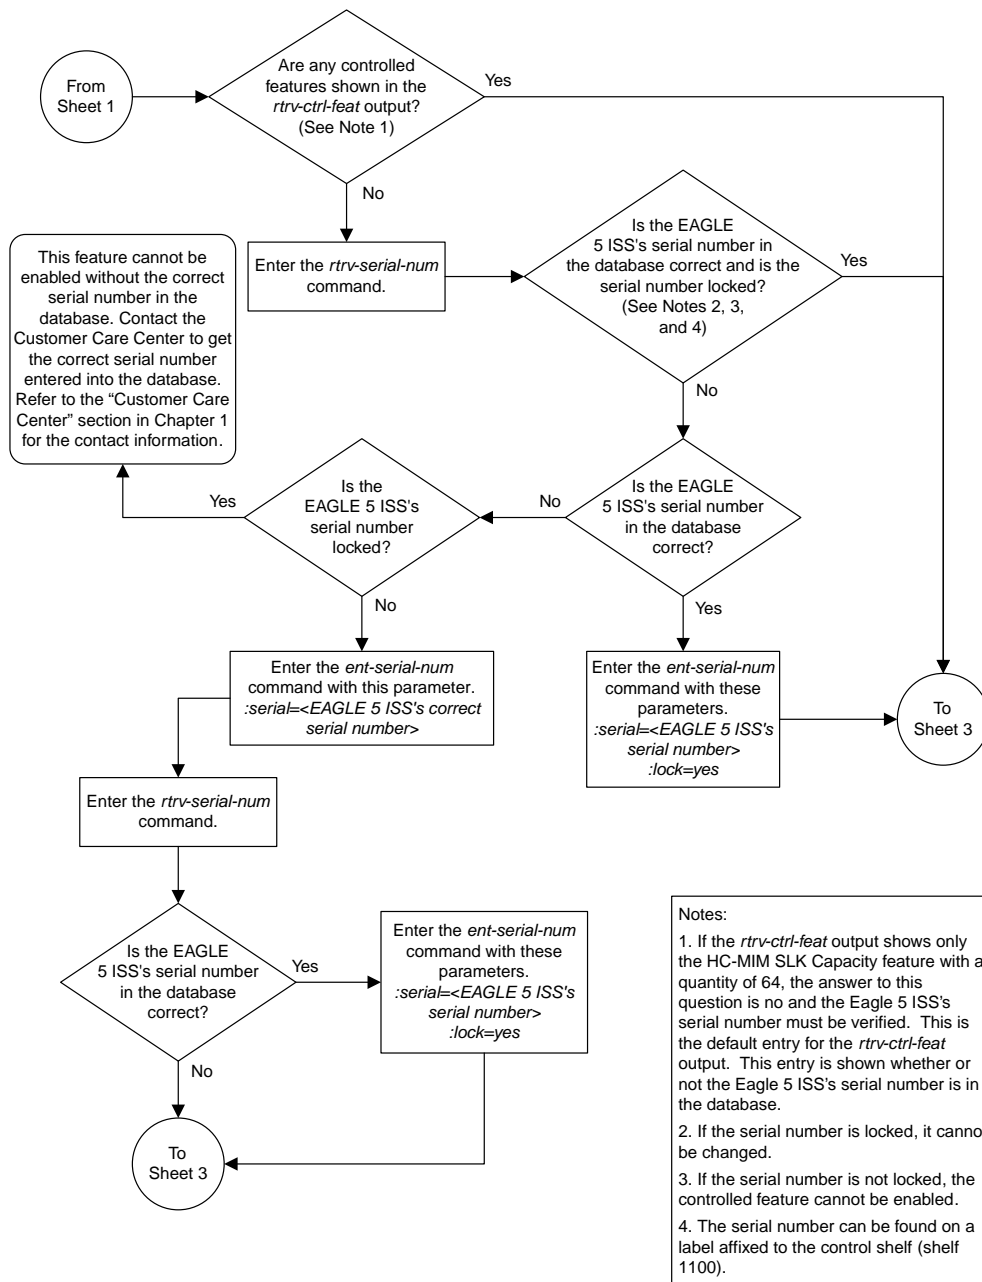 From
Sheet 1
Are any controlled
features shown in the
rtrv-ctrl-feat output?
(See Note 1)
Yes
No
Enter the rtrv-serial-num
command.
Is the EAGLE
5 ISS's serial number in
the database correct and is the
serial number locked?
(See Notes 2, 3,
and 4)
Yes
No
This feature cannot be
enabled without the correct
serial number in the
database. Contact the
Customer Care Center to get
the correct serial number
entered into the database.
Refer to the “Customer Care
Center” section in Chapter 1
for the contact information.
Yes
Is the
EAGLE 5 ISS's
serial number
locked?
No
Is the EAGLE
5 ISS's serial number
in the database
correct?
No
Yes
Enter the ent-serial-num
command with this parameter.
:serial=<EAGLE 5 ISS's correct
serial number>
Enter the ent-serial-num
command with these
parameters.
:serial=<EAGLE 5 ISS's
serial number>
:lock=yes
To
Sheet 3
Enter the rtrv-serial-num
command.
Is the EAGLE
5 ISS's serial number
in the database
correct?
Yes
No
Enter the ent-serial-num
command with these
parameters.
:serial=<EAGLE 5 ISS's
serial number>
:lock=yes
To
Sheet 3
Notes:
1. If the rtrv-ctrl-feat output shows only
the HC-MIM SLK Capacity feature with a
quantity of 64, the answer to this
question is no and the Eagle 5 ISS's
serial number must be verified. This is
the default entry for the rtrv-ctrl-feat
output. This entry is shown whether or
not the Eagle 5 ISS's serial number is in
the database.
2. If the serial number is locked, it canno
be changed.
3. If the serial number is not locked, the
controlled feature cannot be enabled.
4. The serial number can be found on a
label affixed to the control shelf (shelf
1100).